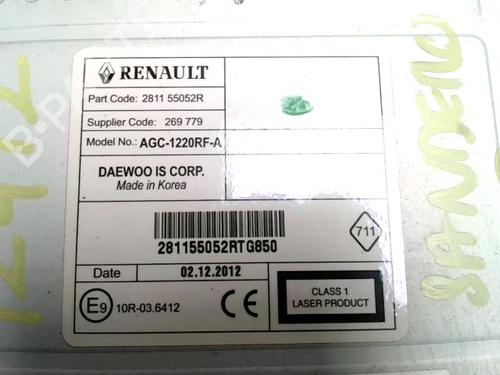 RENAULT
Part Code: 2811 55052R
Supplier Code: 269 779
Model No.: AGC-1220RF-A
DAEWOO IS CORP.
Made in Korea
281155052RTG850
711
Date 02.12.2012
E9 10R-03.6412 CE
CLASS 1
LASER PRODUCT
SANDERO